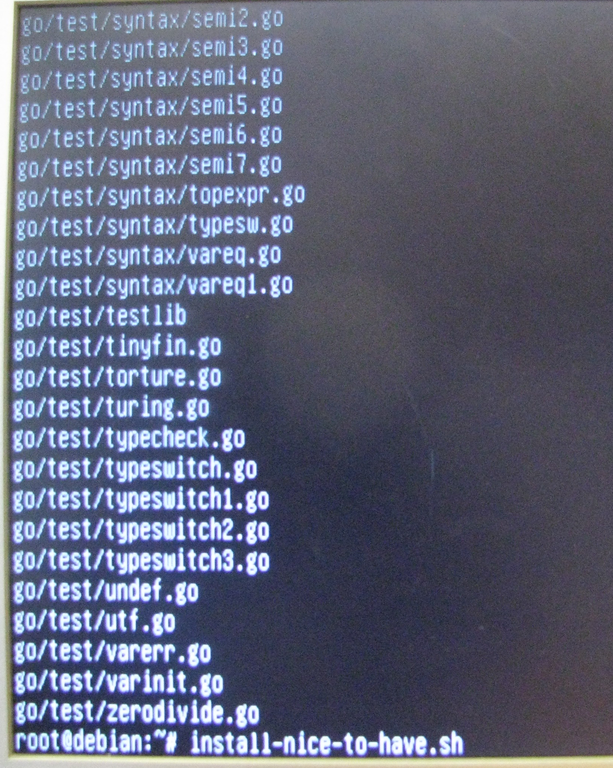 go/test/syntax/semi2.go
go/test/syntax/semi3.go
go/test/syntax/semi4.go
go/test/syntax/semi5.go
go/test/syntax/semi6.go
go/test/syntax/semi7.go
go/test/syntax/topexpr.go
go/test/syntax/typesw.go
go/test/syntax/vareq.go
go/test/syntax/vareq1.go
go/test/testlib
go/test/tinyfin.go
go/test/torture.go
go/test/turing.go
go/test/typecheck.go
go/test/typeswitch.go
go/test/typeswitch1.go
go/test/typeswitch2.go
go/test/typeswitch3.go
go/test/undef.go
go/test/utf.go
go/test/varerr.go
go/test/varinit.go
go/test/zerodivide.go
root@debian:~# install-nice-to-have.sh